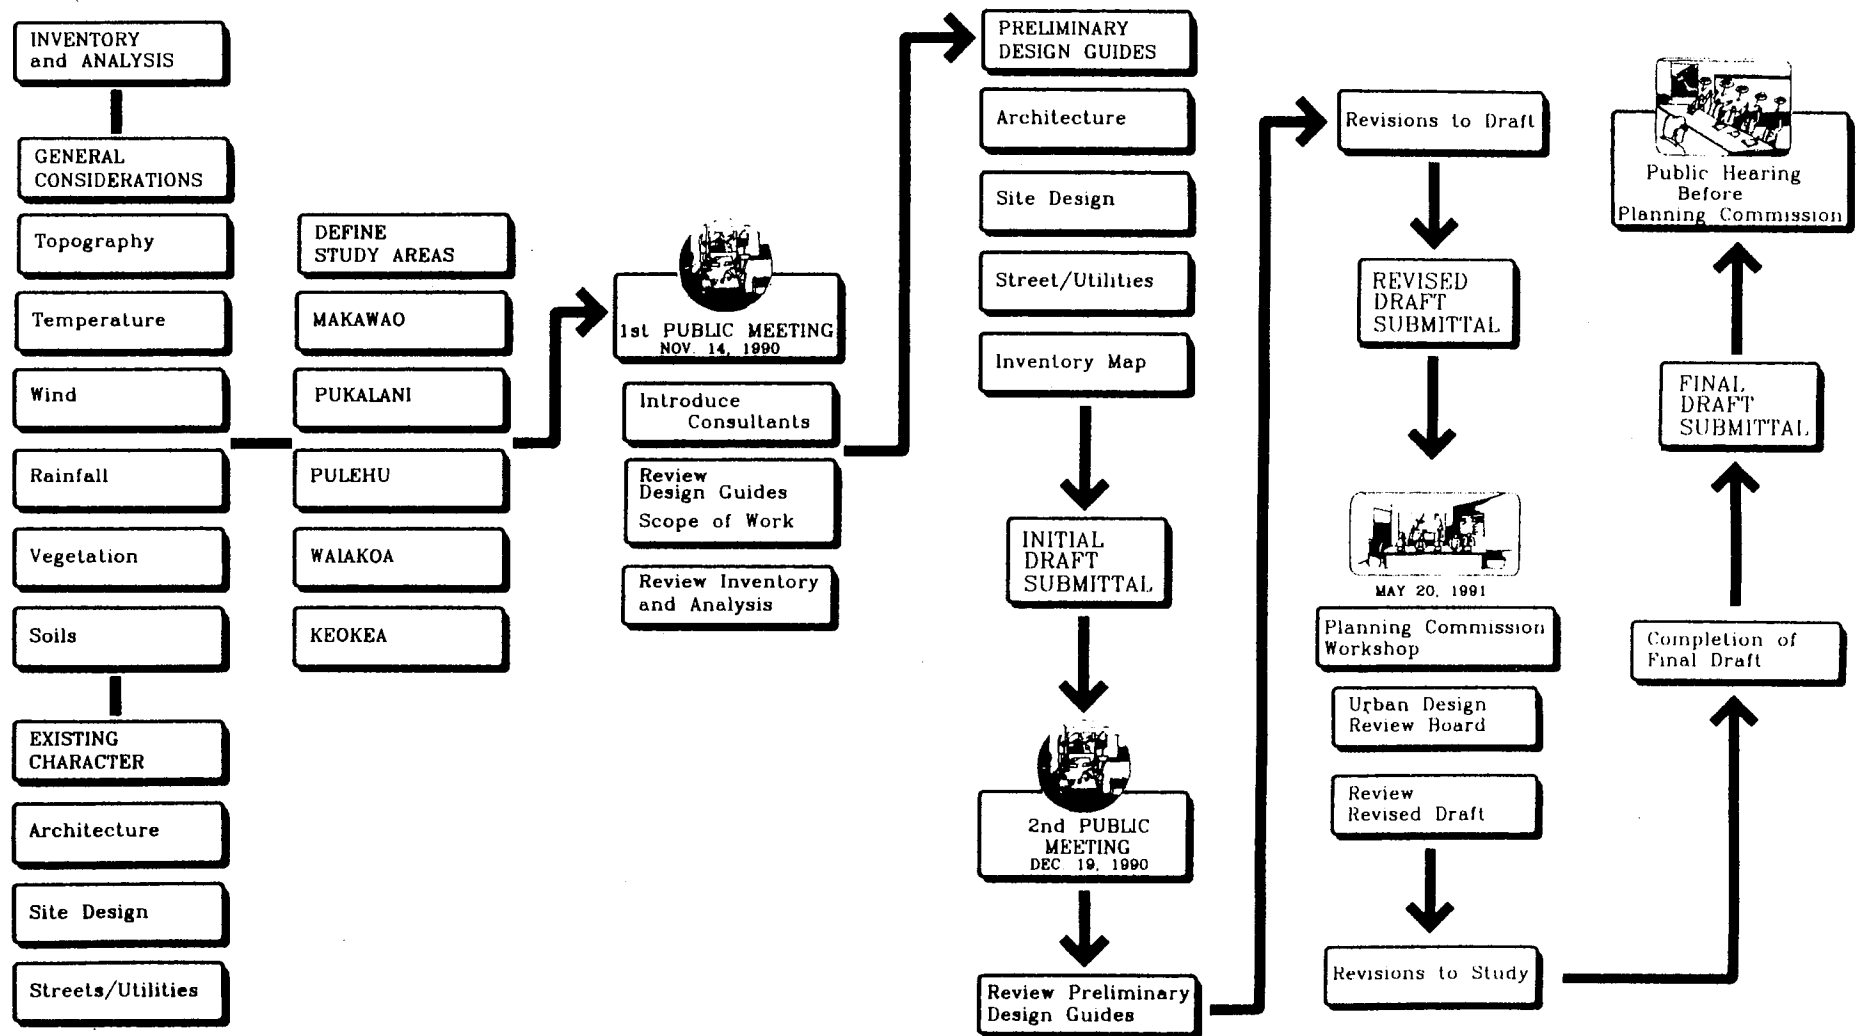 INVENTORY
and ANALYSIS
GENERAL
CONSIDERATIONS
Topography
Temperature
Wind
Rainfall
Vegetation
Soils
EXISTING
CHARACTER
Architecture
Site Design
Streets/Utilities
DEFINE
STUDY AREAS
MAKAWAO
PUKALANI
PULEHU
WAIAKOA
KEOKEA
1st PUBLIC MEETING
NOV. 14, 1990
Introduce
Consultants
Review
Design Guides
Scope of Work
Review Inventory
and Analysis
PRELIMINARY
DESIGN GUIDES
Architecture
Site Design
Street/Utilities
Inventory Map
INITIAL
DRAFT
SUBMITTAL
2nd PUBLIC
MEETING
DEC 19, 1990
Review Preliminary
Design Guides
Revisions to Draft
REVISED
DRAFT
SUBMITTAL
MAY 20, 1991
Planning Commission
Workshop
Urban Design
Review Board
Review
Revised Draft
Revisions to Study
Completion of
Final Draft
FINAL
DRAFT
SUBMITTAL
Public Hearing
Before
Planning Commission